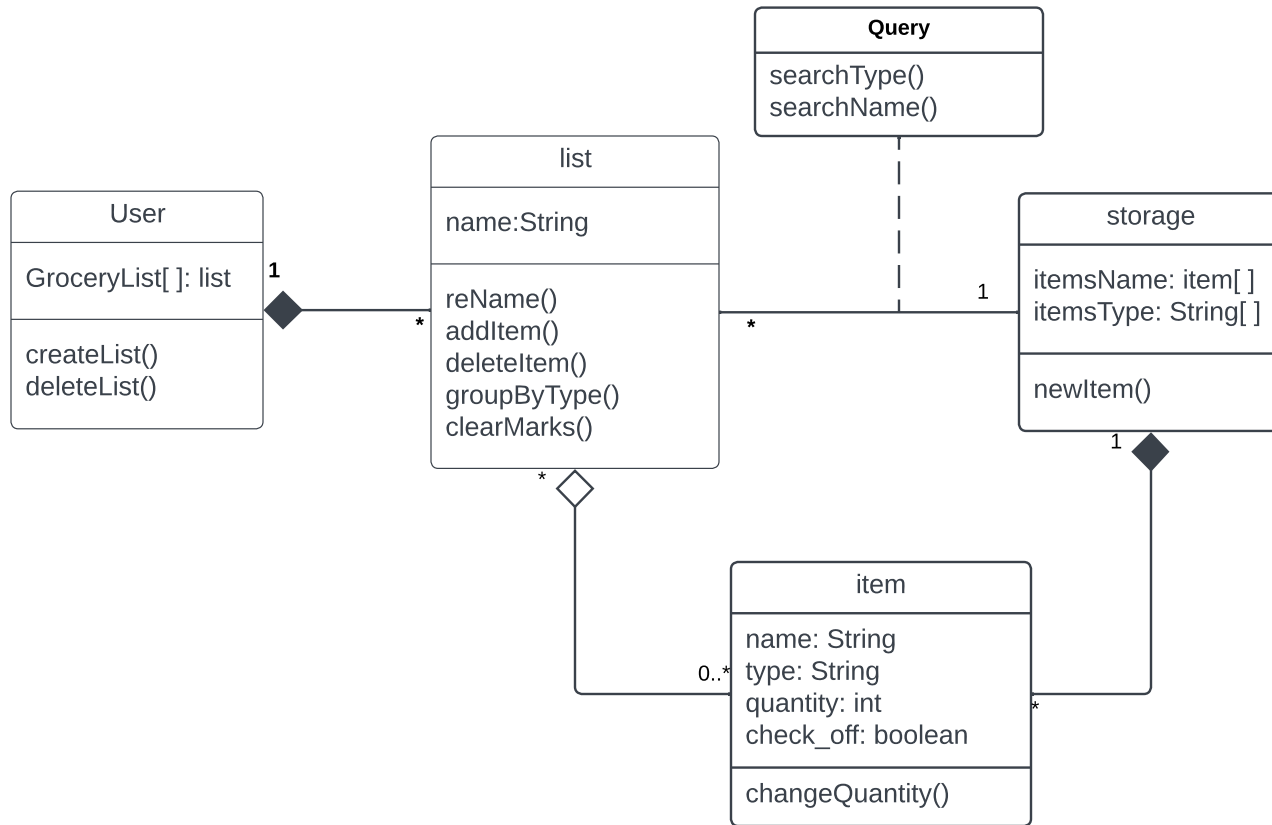 Query
searchType()
searchName()
list
name:String
reName()
addItem()
deleteItem()
groupByType()
clearMarks()
User
GroceryList[ ]: list
createList()
deleteList()
1
*
*
1
storage
itemsName: item[ ]
itemsType: String[ ]
newItem()
1
*
0..*
*
item
name: String
type: String
quantity: int
check_off: boolean
changeQuantity()